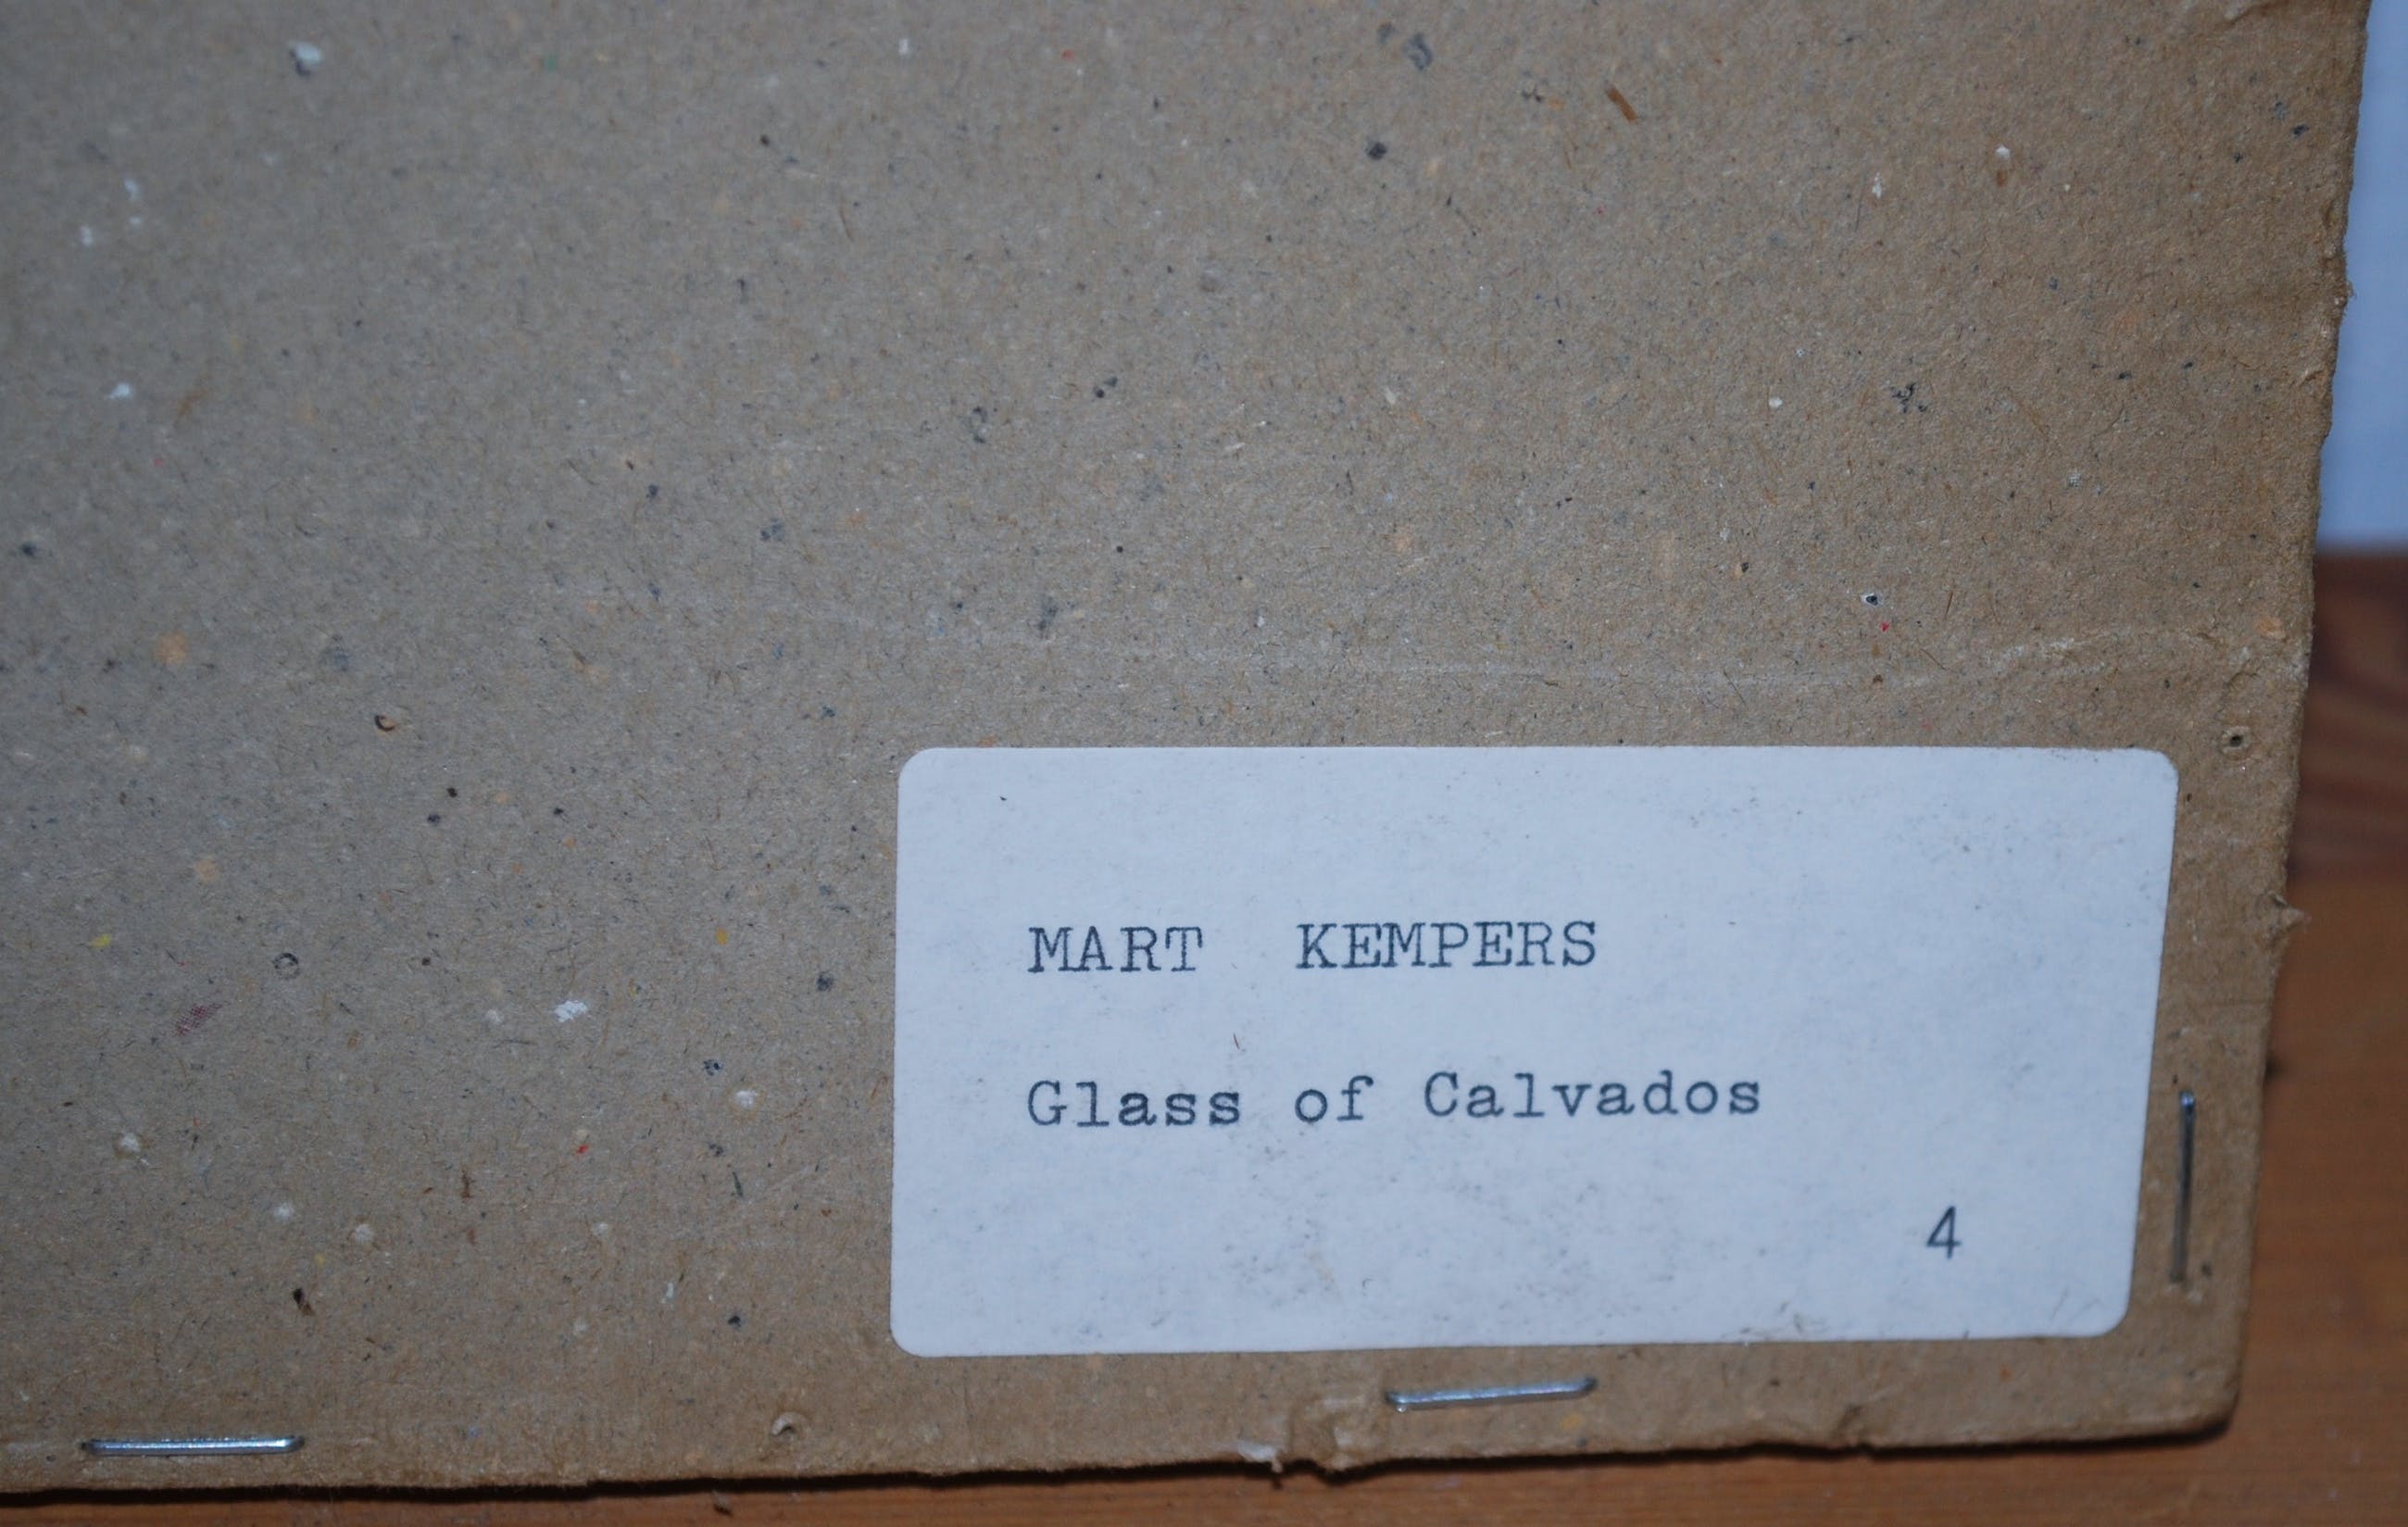 MART KEMPERS
Glass of Calvados
4